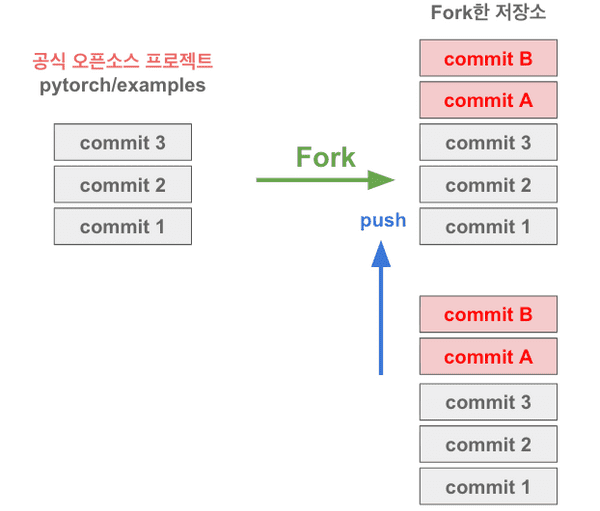 공식 오픈소스 프로젝트
pytorch/examples
commit 3
commit 2
commit 1
Fork
Fork한 저장소
commit B
commit A
commit 3
commit 2
commit 1
push
commit B
commit A
commit 3
commit 2
commit 1